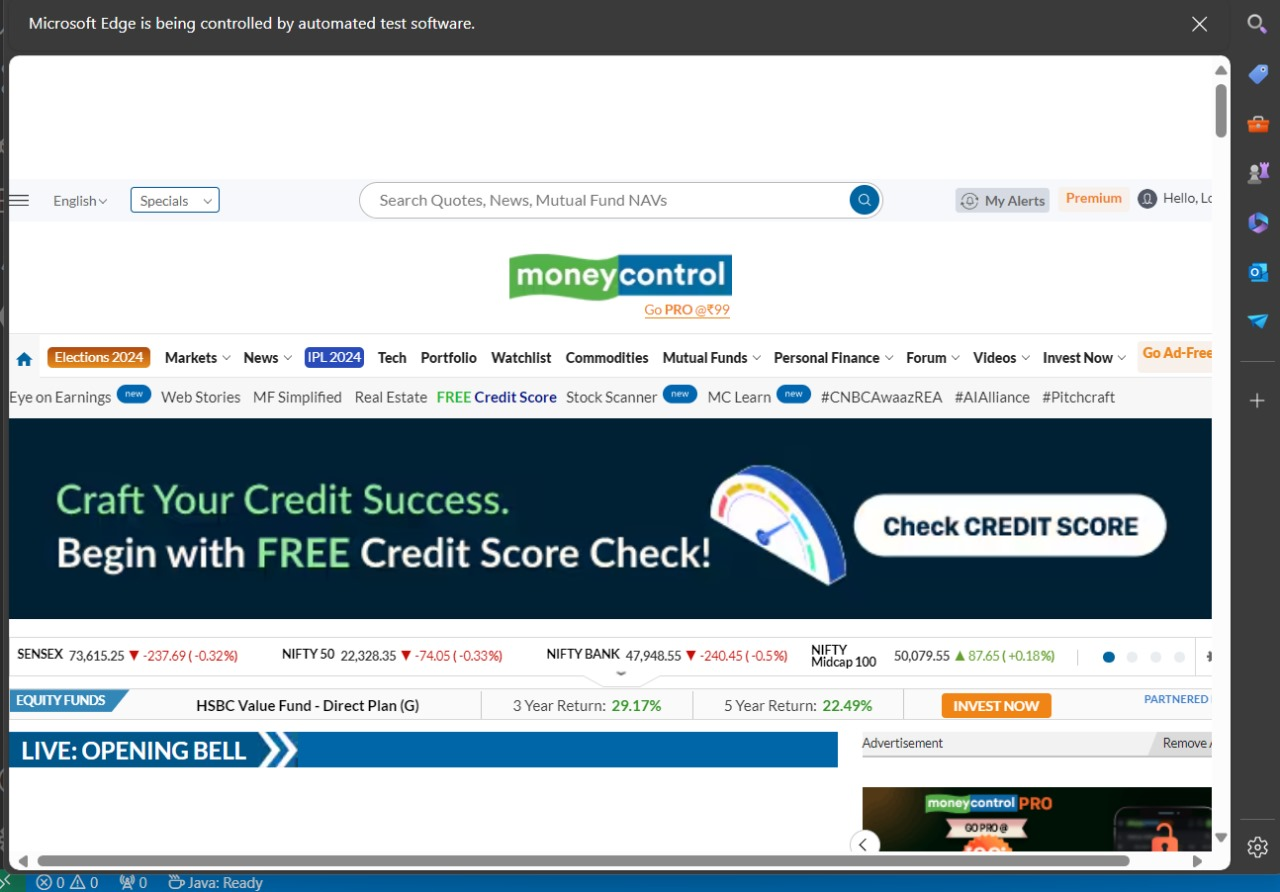 Microsoft Edge is being controlled by automated test software.
English
Specials
Search Quotes, News, Mutual Fund NAVs
My Alerts
Premium
Hello, Lo
moneycontrol
Go PRO @₹99
Elections 2024 Markets News IPL 2024 Tech Portfolio Watchlist Commodities Mutual Funds Personal Finance Forum Videos Invest Now Go Ad-Free
Eye on Earnings new Web Stories MF Simplified Real Estate FREE Credit Score Stock Scanner new MC Learn new #CNBCAwaazREA #AIAlliance #Pitchcraft
Craft Your Credit Success.
Begin with FREE Credit Score Check!
Check CREDIT SCORE
SENSEX 73,615.25 ▼ -237.69 (-0.32%) NIFTY 50 22,328.35 ▼ -74.05 (-0.33%) NIFTY BANK 47,948.55 ▼ -240.45 (-0.5%) NIFTY Midcap 100 50,079.55 ▲ 87.65 (+0.18%)
EQUITY FUNDS HSBC Value Fund - Direct Plan (G) 3 Year Return: 29.17% 5 Year Return: 22.49% INVEST NOW PARTNERED
LIVE: OPENING BELL
Advertisement
Remove
moneycontrol PRO
GO PRO @
0 0 0 Java: Ready